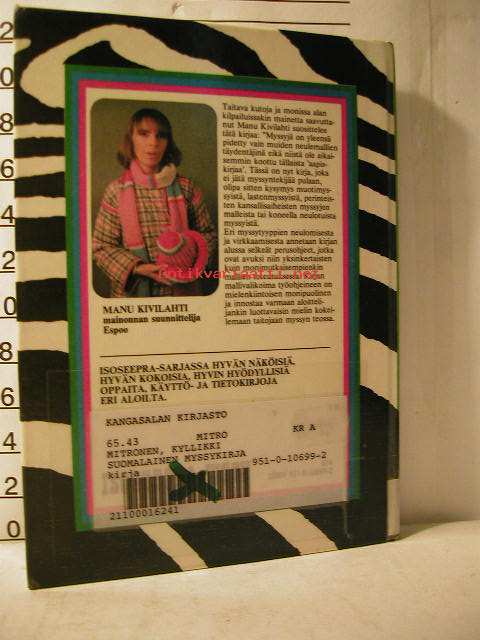 Taitava kutoja ja monissa alan
kilpailuissakin mainetta saavutta-
nut Manu Kivilahti suosittelee
tätä kirjaa: "Myssyjä on yleensä
pidetty vain muiden neulemallien
täydentäjinä eikä niistä ole aikai-
semmin koottu tällaista 'aapis-
kirjaa'. Tässä on nyt kirja, joka
ei jätä myssyntekijää pulaan,
olipa sitten kysymys muotimys-
syistä, lastenmyssyistä, perinteis-
ten kansallisaiheisten myssyjen
malleista tai koneella neulotuista
myssyistä.
Eri myssytyyppien neulomisesta
ja virkkaamisesta annetaan kirjan
alussa selkeät perusohjeet, jotka
ovat avuksi niin yksinkertaisten
kuin monimutkaisempienkin
mallien toteutuksessa. Kirjan
mallivalikoima työohjeineen on
mielenkiintoisen monipuolinen
ja innostaa varmaan aloitteli-
jankin luottavaisin mielin kokei-
lemaan taitojaan myssyn teossa.
MANU KIVILAHTI
mainonnan suunnittelija
Espoo
ISOSEEPRA-SARJASSA HYVÄN NÄKÖISIÄ,
HYVÄN KOKOISIA, HYVIN HYÖDYLLISIÄ
OPPAITA, KÄYTTÖ- JA TIETOKIRJOJA
ERI ALOILTA.
KANGASALAN KIRJASTO
65.43 MITRO KR A
MITRONEN, KYLLIKKI
SUOMALAINEN MYSSYKIRJA
kirja 951-0-10699-2
21100016241